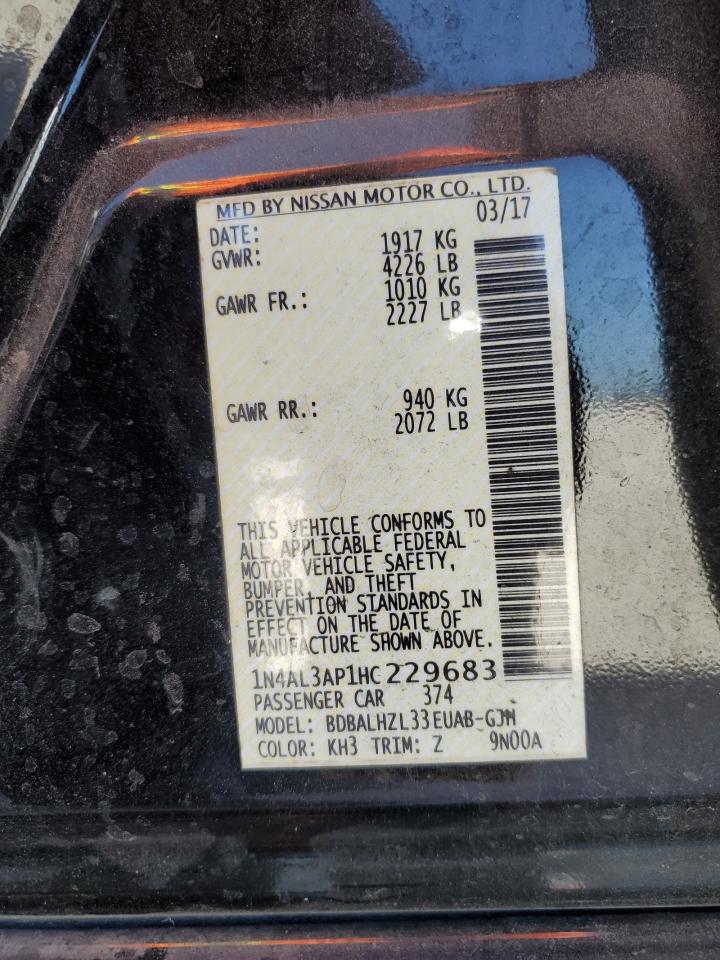 MFD BY NISSAN MOTOR CO., LTD.
DATE: 03/17
GVWR: 1917 KG
4226 LB
GAWR FR.: 1010 KG
2227 LB
GAWR RR.: 940 KG
2072 LB
THIS VEHICLE CONFORMS TO
ALL APPLICABLE FEDERAL
MOTOR VEHICLE SAFETY,
BUMPER, AND THEFT
PREVENTION STANDARDS IN
EFFECT ON THE DATE OF
MANUFACTURE SHOWN ABOVE.
1N4AL3AP1HC229683
PASSENGER CAR 374
MODEL: BDBALHZL33EUAB-GJM
COLOR: KH3 TRIM: Z 9N00A